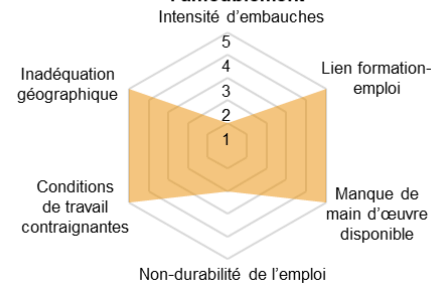 Intensité d’embauches
5
4
3
2
1
Lien formation-
emploi
Manque de
main d’œuvre
disponible
Non-durabilité de l’emploi
Conditions
de travail
contraignantes
Inadéquation
géographique